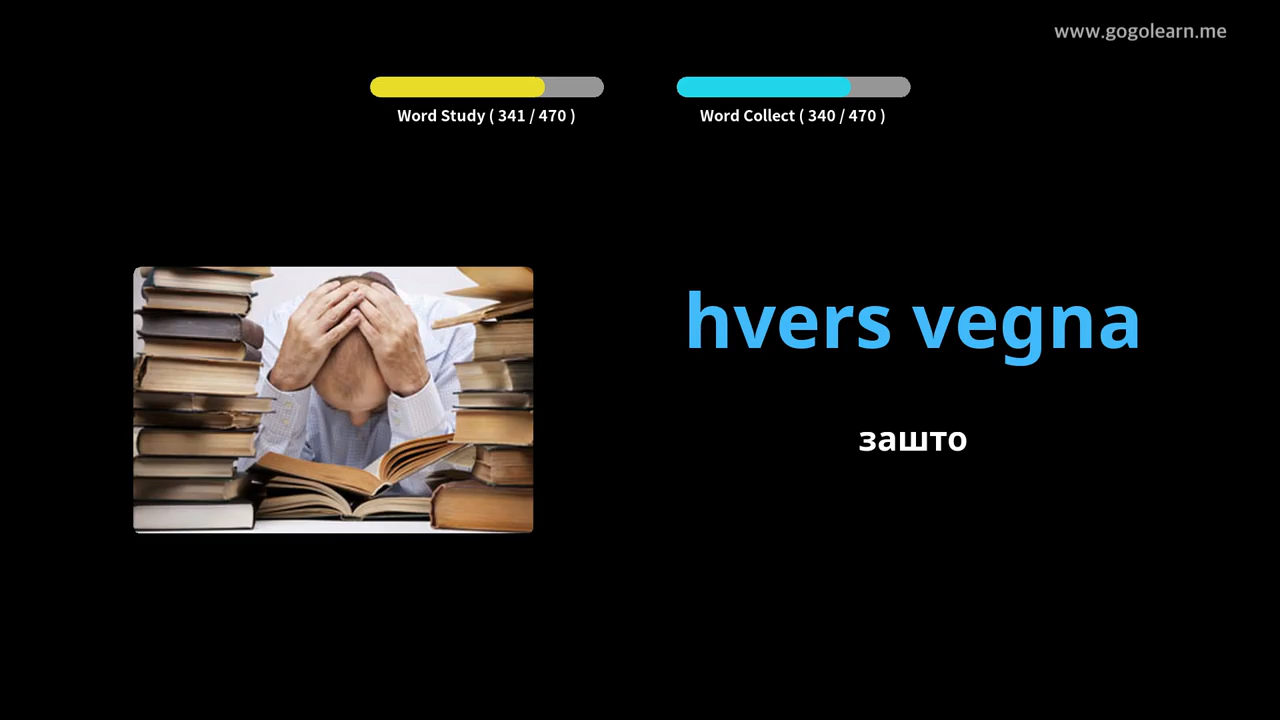 www.gogolearn.me
Word Study ( 341 / 470 )
Word Collect ( 340 / 470 )
hvers vegna
зашто